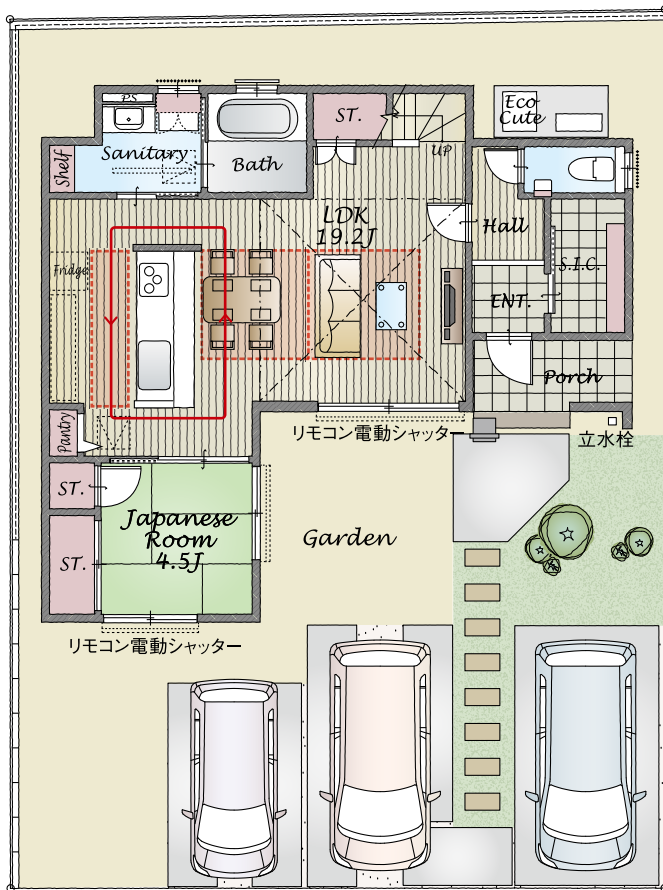 PS
ST.
Eco
Cute
UP
Shelf
Sanitary
Bath
LDK
19.2J
Hall
Fridge
S.I.C.
ENT.
Porch
Pantry
リモコン電動シャッター
立水栓
ST.
Japanese
Room
4.5J
Garden
ST.
リモコン電動シャッター